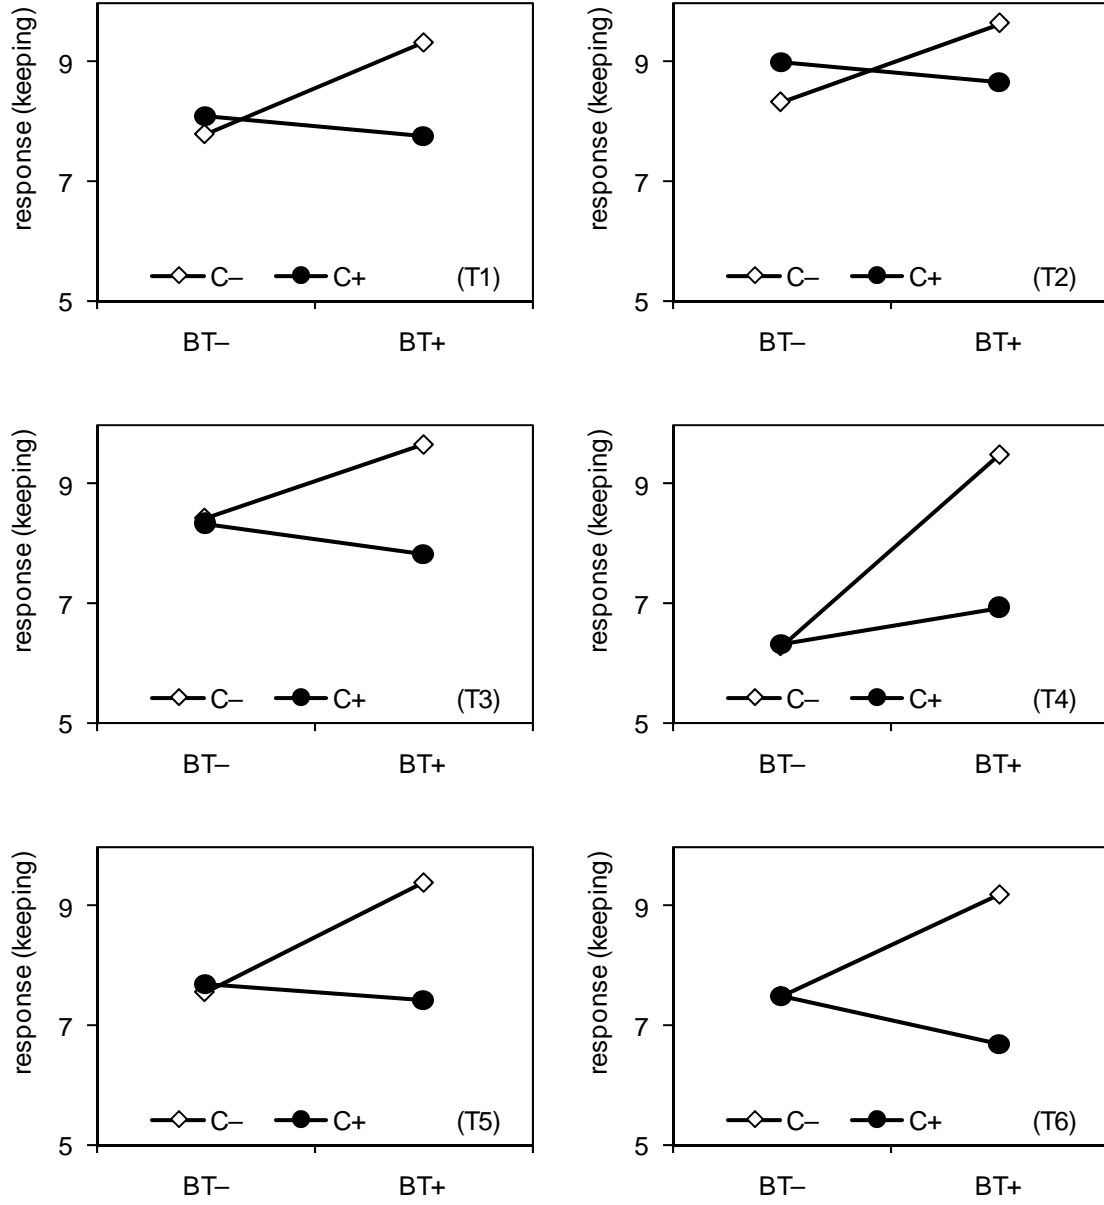 response (keeping)
9
7
5
C– C+ (T1)
BT– BT+
response (keeping)
9
7
5
C– C+ (T2)
BT– BT+
response (keeping)
9
7
5
C– C+ (T3)
BT– BT+
response (keeping)
9
7
5
C– C+ (T4)
BT– BT+
response (keeping)
9
7
5
C– C+ (T5)
BT– BT+
response (keeping)
9
7
5
C– C+ (T6)
BT– BT+